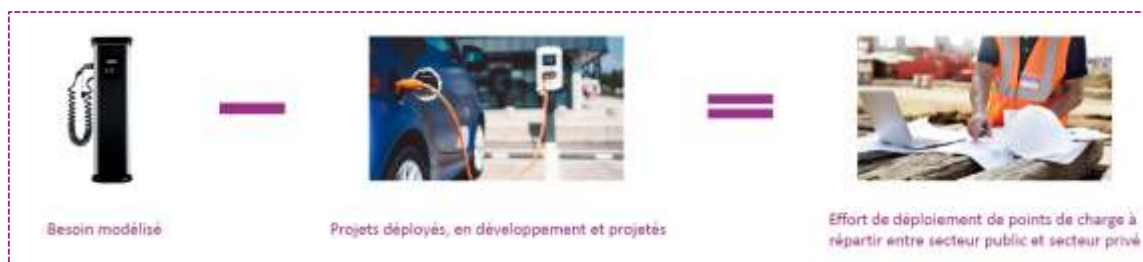 Besoin modélisé
Projets déployés, en développement et projetés
Effort de déploiement de points de charge à
répartir entre secteur public et secteur privé